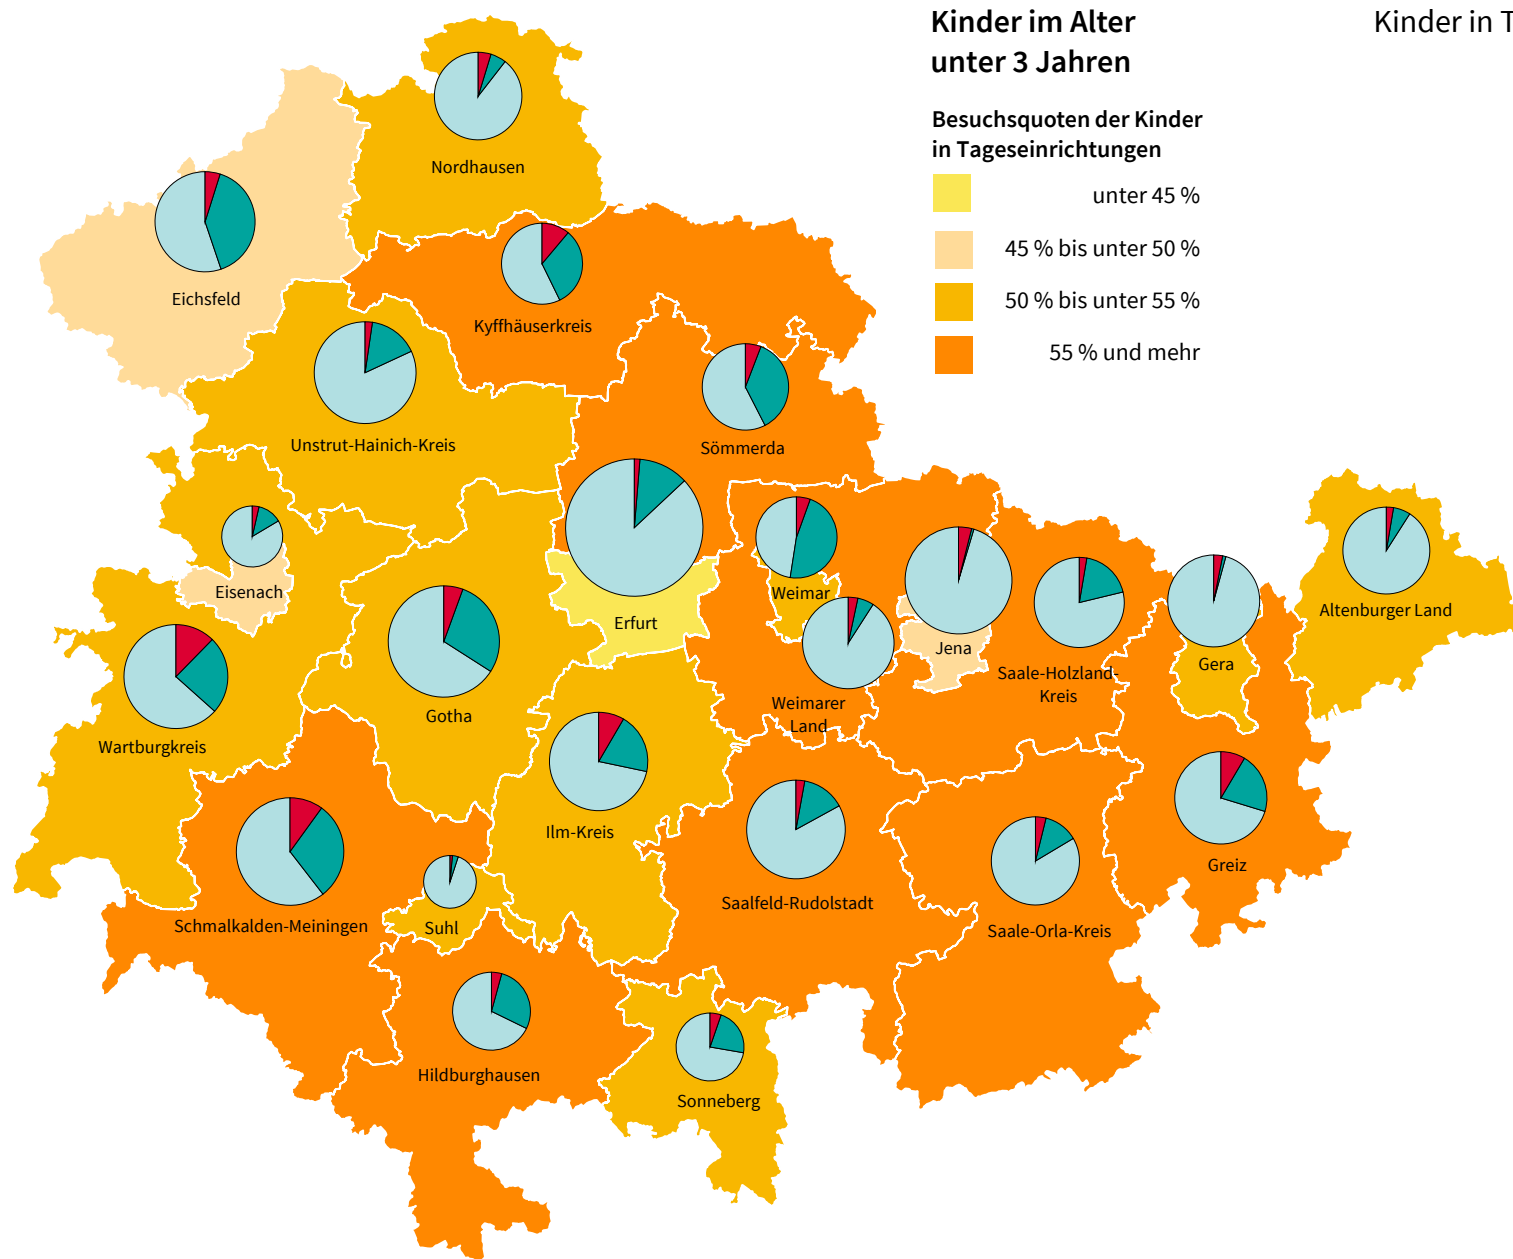 Kinder im Alter
unter 3 Jahren
Kinder in T
Besuchsquoten der Kinder
in Tageseinrichtungen
unter 45 %
45 % bis unter 50 %
50 % bis unter 55 %
55 % und mehr
Nordhausen
Eichsfeld
Kyffhäuserkreis
Unstrut-Hainich-Kreis
Sömmerda
Eisenach
Erfurt
Weimar
Altenburger Land
Jena
Gera
Saale-Holzland-
Kreis
Weimarer
Land
Gotha
Wartburgkreis
Ilm-Kreis
Greiz
Saalfeld-Rudolstadt
Schmalkalden-Meiningen
Suhl
Saale-Orla-Kreis
Hildburghausen
Sonneberg